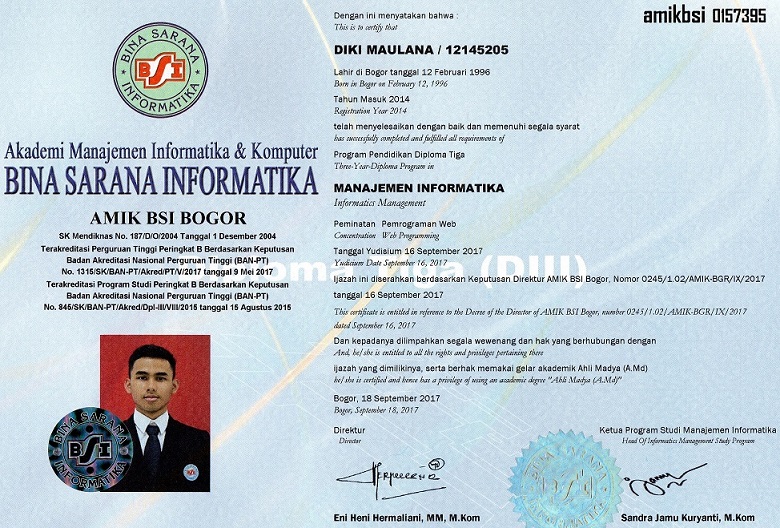 BINA SARANA
BSI
INFORMATIKA
Akademi Manajemen Informatika & Komputer
BINA SARANA INFORMATIKA
AMIK BSI BOGOR
SK Mendiknas No. 187/D/O/2004 Tanggal 1 Desember 2004
Terakreditasi Perguruan Tinggi Peringkat B Berdasarkan Keputusan
Badan Akreditasi Nasional Perguruan Tinggi (BAN-PT)
No. 1315/SK/BAN-PT/Akred/PT/V/2017 tanggal 9 Mei 2017
Terakreditasi Program Studi Peringkat B Berdasarkan Keputusan
Badan Akreditasi Nasional Perguruan Tinggi (BAN-PT)
No. 846/SK/BAN-PT/Akred/Dpl-III/VIII/2015 tanggal 15 Agustus 2015
BINA SARANA
BSI
INFORMATIKA
amikbsi 0157395
Dengan ini menyatakan bahwa :
This is to certify that
DIKI MAULANA / 12145205
Lahir di Bogor tanggal 12 Februari 1996
Born in Bogor on February 12, 1996
Tahun Masuk 2014
Registration Year 2014
telah menyelesaikan dengan baik dan memenuhi segala syarat
has successfully completed and fulfilled all requirements of
Program Pendidikan Diploma Tiga
Three-Year-Diploma Program in
MANAJEMEN INFORMATIKA
Informatics Management
Peminatan Pemrograman Web
Concentration Web Programming
Tanggal Yudisium 16 September 2017
Yudicium Date September 16, 2017
(DIII)
Ijazah ini diserahkan berdasarkan Keputusan Direktur AMIK BSI Bogor, Nomor 0245/1.02/AMIK-BGR/IX/2017
tanggal 16 September 2017
This certificate is entitled in reference to the Decree of the Director of AMIK BSI Bogor, number 0245/1.02/AMIK-BGR/IX/2017
dated September 16, 2017
Dan kepadanya dilimpahkan segala wewenang dan hak yang berhubungan dengan
And, he/she is entitled to all the rights and privileges pertaining there
ijazah yang dimilikinya, serta berhak memakai gelar akademik Ahli Madya (A.Md)
he/she is certified and hence has a privilege of using an academic degree "Ahli Madya (A.Md)"
Bogor, 18 September 2017
Bogor, September 18, 2017
Direktur
Director
Eni Heni Hermaliani, MM, M.Kom
Ketua Program Studi Manajemen Informatika
Head Of Informatics Management Study Program
BINA SARANA
BSI
Sandra Jamu Kuryanti, M.Kom